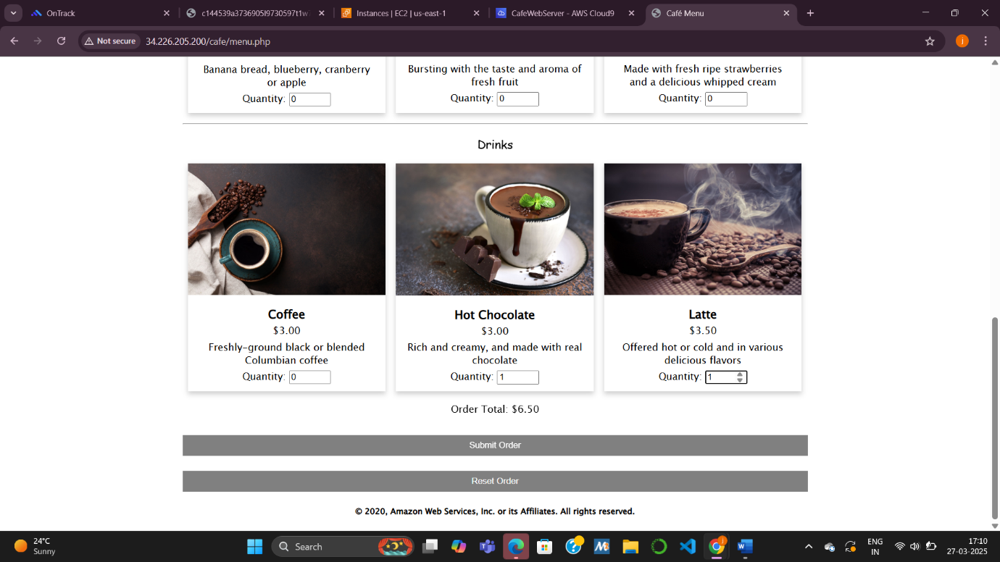 OnTrack
c144539a3736905l9730597t1w
Instances | EC2 | us-east-1
CafeWebServer - AWS Cloud9
Café Menu
Not secure
34.226.205.200/cafe/menu.php
j
Banana bread, blueberry, cranberry
or apple
Quantity: 0
Bursting with the taste and aroma of
fresh fruit
Quantity: 0
Made with fresh ripe strawberries
and a delicious whipped cream
Quantity: 0
Drinks
Coffee
$3.00
Freshly-ground black or blended
Columbian coffee
Quantity: 0
Hot Chocolate
$3.00
Rich and creamy, and made with real
chocolate
Quantity: 1
Latte
$3.50
Offered hot or cold and in various
delicious flavors
Quantity: 1
Order Total: $6.50
Submit Order
Reset Order
© 2020, Amazon Web Services, Inc. or its Affiliates. All rights reserved.
24°C
Sunny
Search
ENG
IN
17:10
27-03-2025